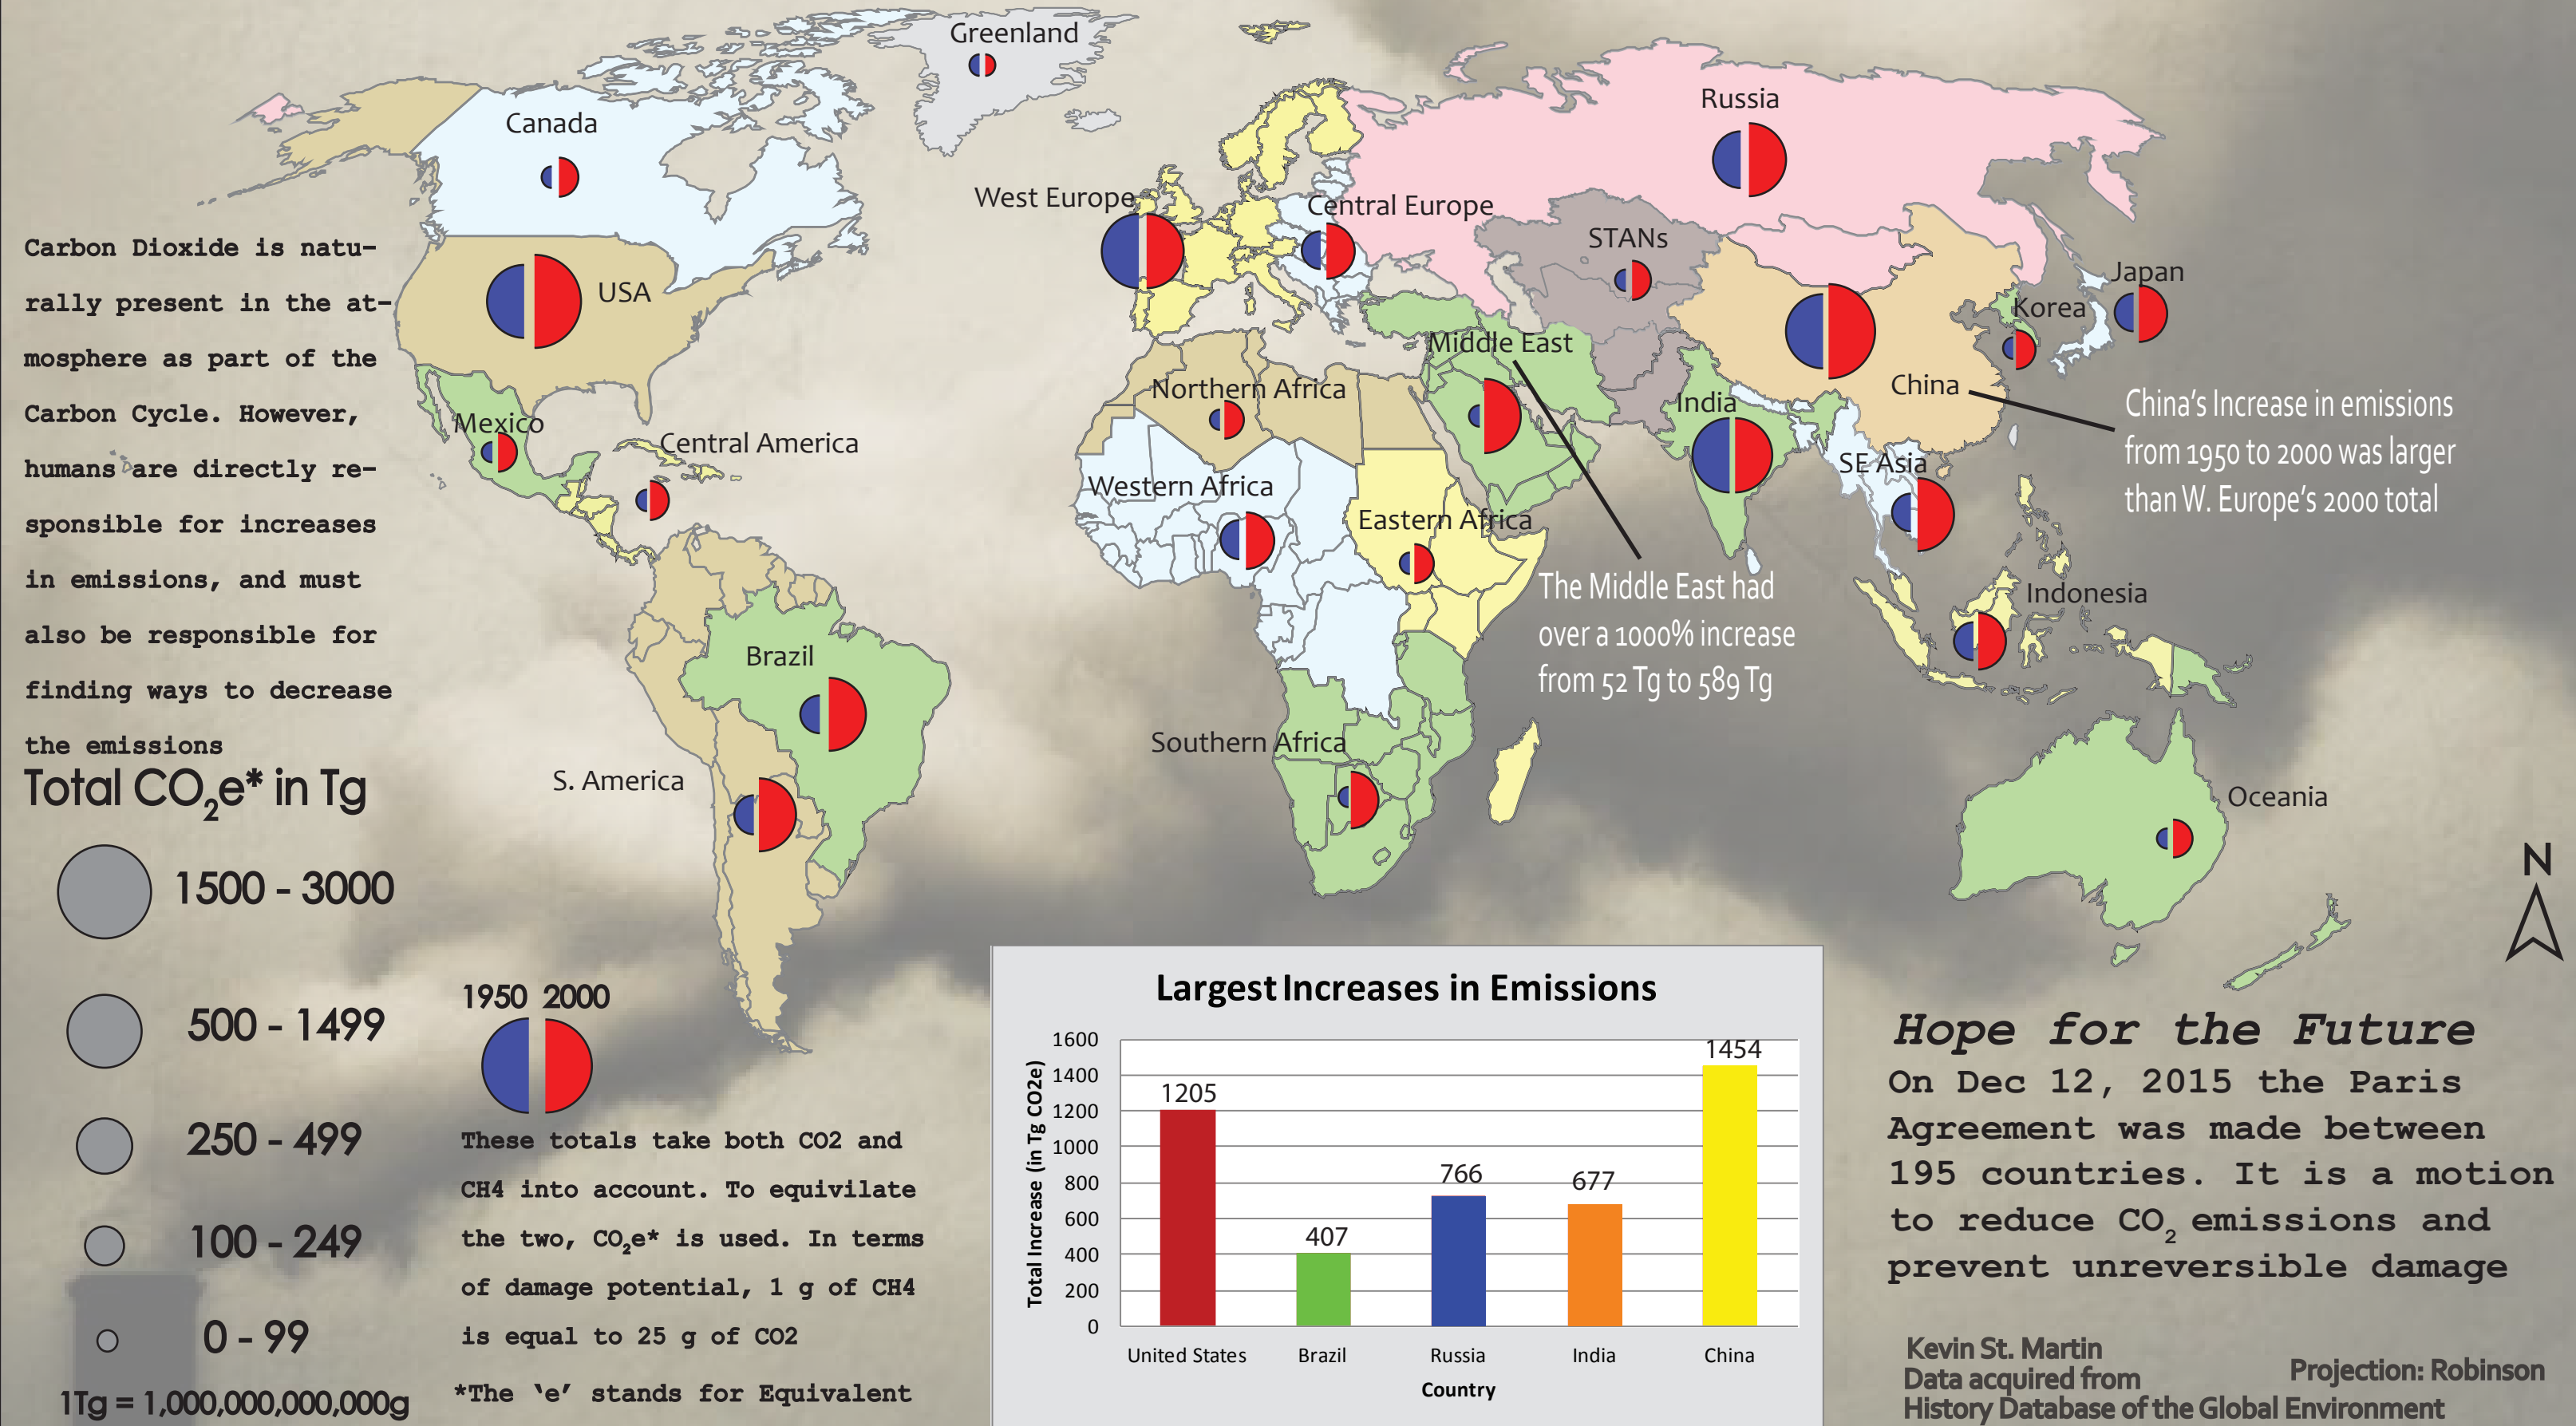 Greenland
Canada
Russia
West Europe
Central Europe
STANs
USA
Japan
Korea
Middle East
Northern Africa
China
India
Mexico
Central America
SE Asia
Western Africa
Eastern Africa
Indonesia
Brazil
Southern Africa
S. America
Oceania
China's Increase in emissions
from 1950 to 2000 was larger
than W. Europe's 2000 total
The Middle East had
over a 1000% increase
from 52 Tg to 589 Tg
Carbon Dioxide is natu-
rally present in the at-
mosphere as part of the
Carbon Cycle. However,
humans are directly re-
sponsible for increases
in emissions, and must
also be responsible for
finding ways to decrease
the emissions
Total CO2e* in Tg
1500 - 3000
500 - 1499
250 - 499
100 - 249
0 - 99
1Tg = 1,000,000,000,000g
1950 2000
These totals take both CO2 and
CH4 into account. To equivilate
the two, CO2e* is used. In terms
of damage potential, 1 g of CH4
is equal to 25 g of CO2
*The 'e' stands for Equivalent
Largest Increases in Emissions
Total Increase (in Tg CO2e)
1600
1400
1200
1000
800
600
400
200
0
1205
407
766
677
1454
United States
Brazil
Russia
India
China
Country
N
Hope for the Future
On Dec 12, 2015 the Paris
Agreement was made between
195 countries. It is a motion
to reduce CO2 emissions and
prevent unreversible damage
Kevin St. Martin
Data acquired from
History Database of the Global Environment
Projection: Robinson